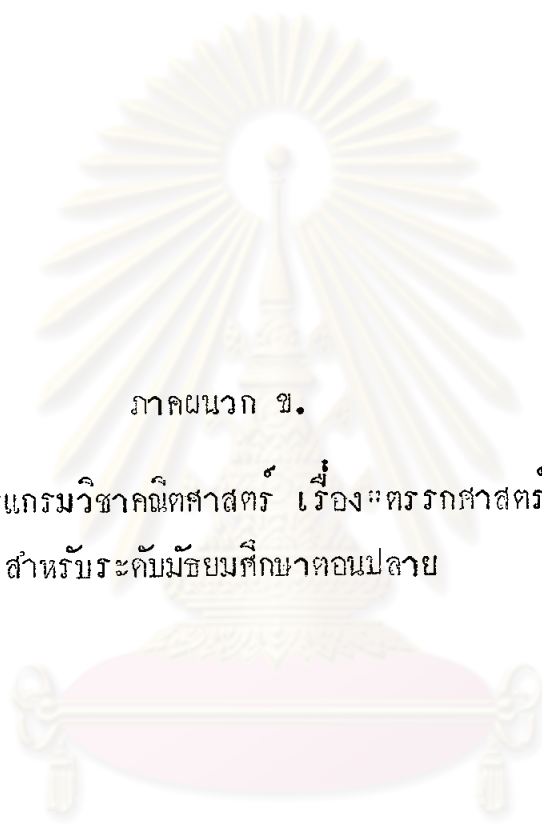 ภาคผนวก ข.
แกรมวิชาคณิตศาสตร์ เรื่อง "ตรรกศาสตร์
สำหรับระดับมัธยมศึกษาตอนปลาย